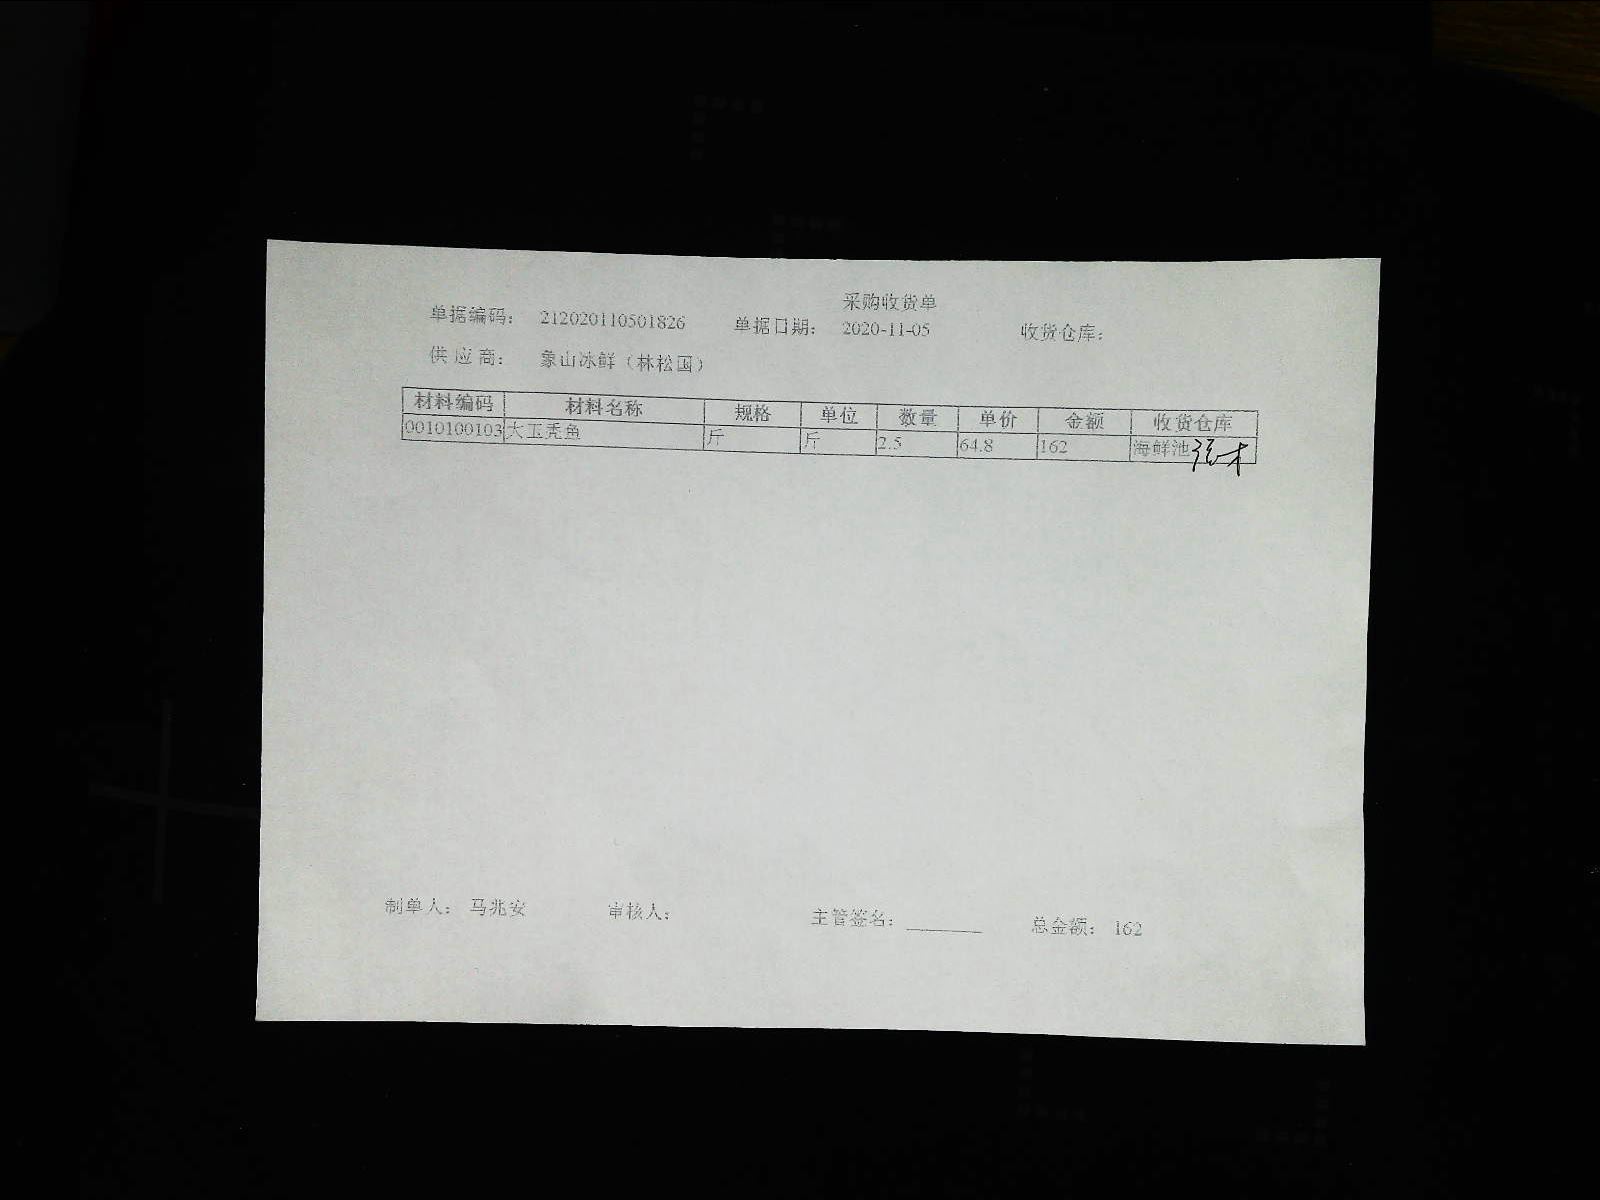 采购收货单
单据编码: 212020110501826 单据日期: 2020-11-05 收货仓库:
供应商: 象山冰鲜（林松国）
材料编码 材料名称 规格 单位 数量 单价 金额 收货仓库
0010100103 大玉秃鱼 斤 斤 2.5 64.8 162 海鲜池
制单人: 马兆安 审核人: 主管签名: 总金额: 162